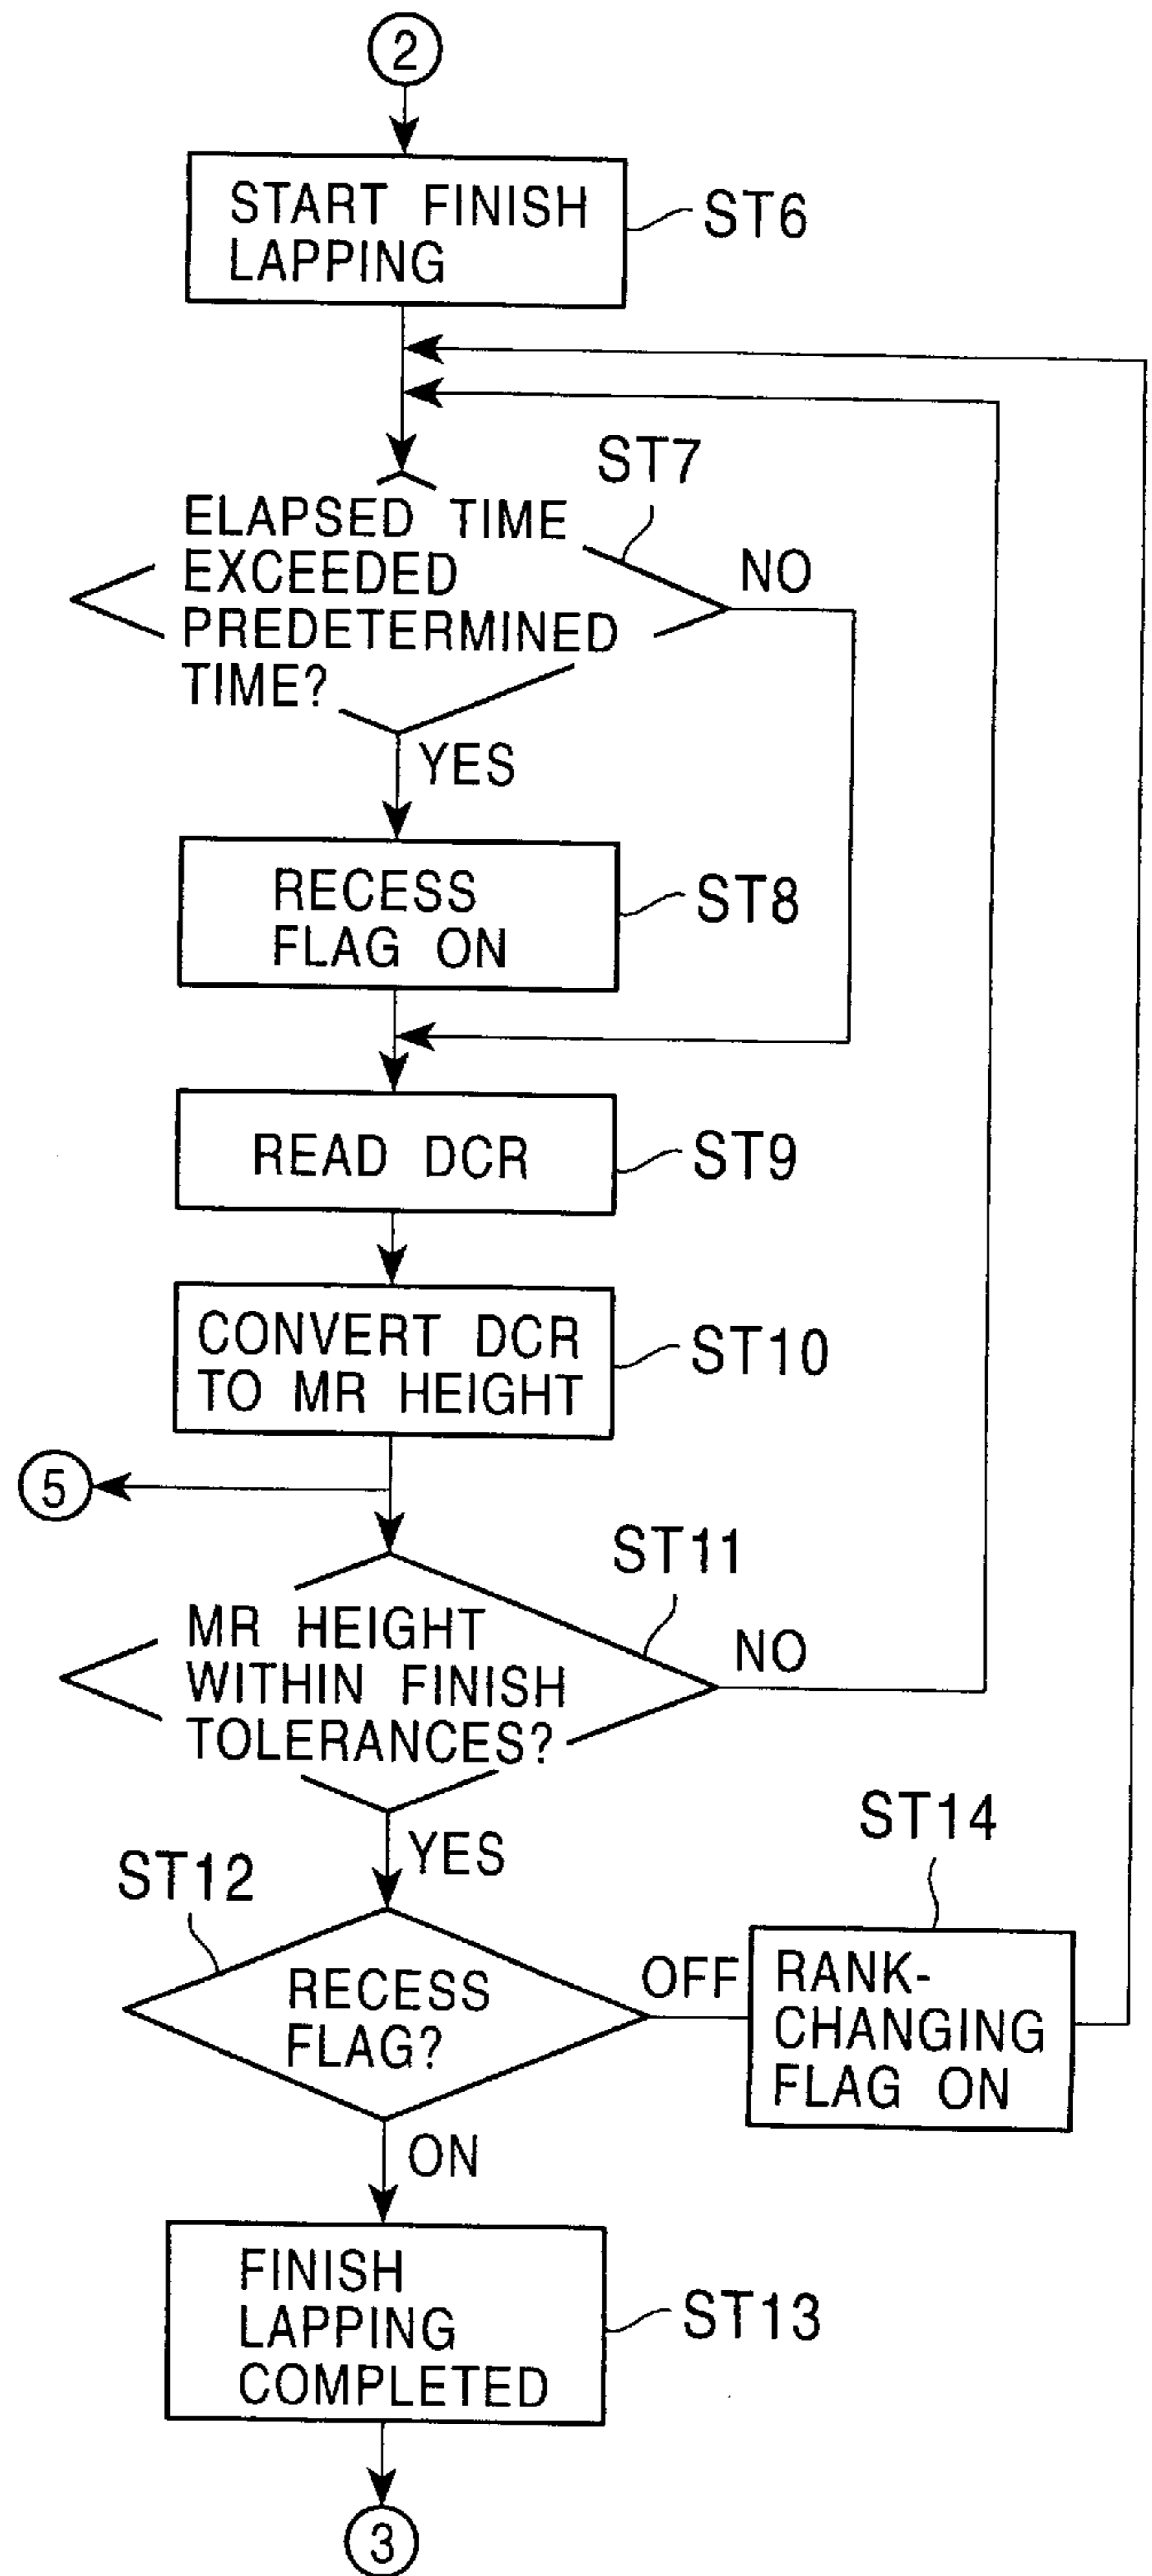 2
START FINISH
LAPPING
ST6
ST7
ELAPSED TIME
EXCEEDED
PREDETERMINED
TIME?
NO
YES
RECESS
FLAG ON
ST8
READ DCR
ST9
CONVERT DCR
TO MR HEIGHT
ST10
5
ST11
MR HEIGHT
WITHIN FINISH
TOLERANCES?
NO
YES
ST12
RECESS
FLAG?
OFF
ST14
RANK-
CHANGING
FLAG ON
ON
FINISH
LAPPING
COMPLETED
ST13
3